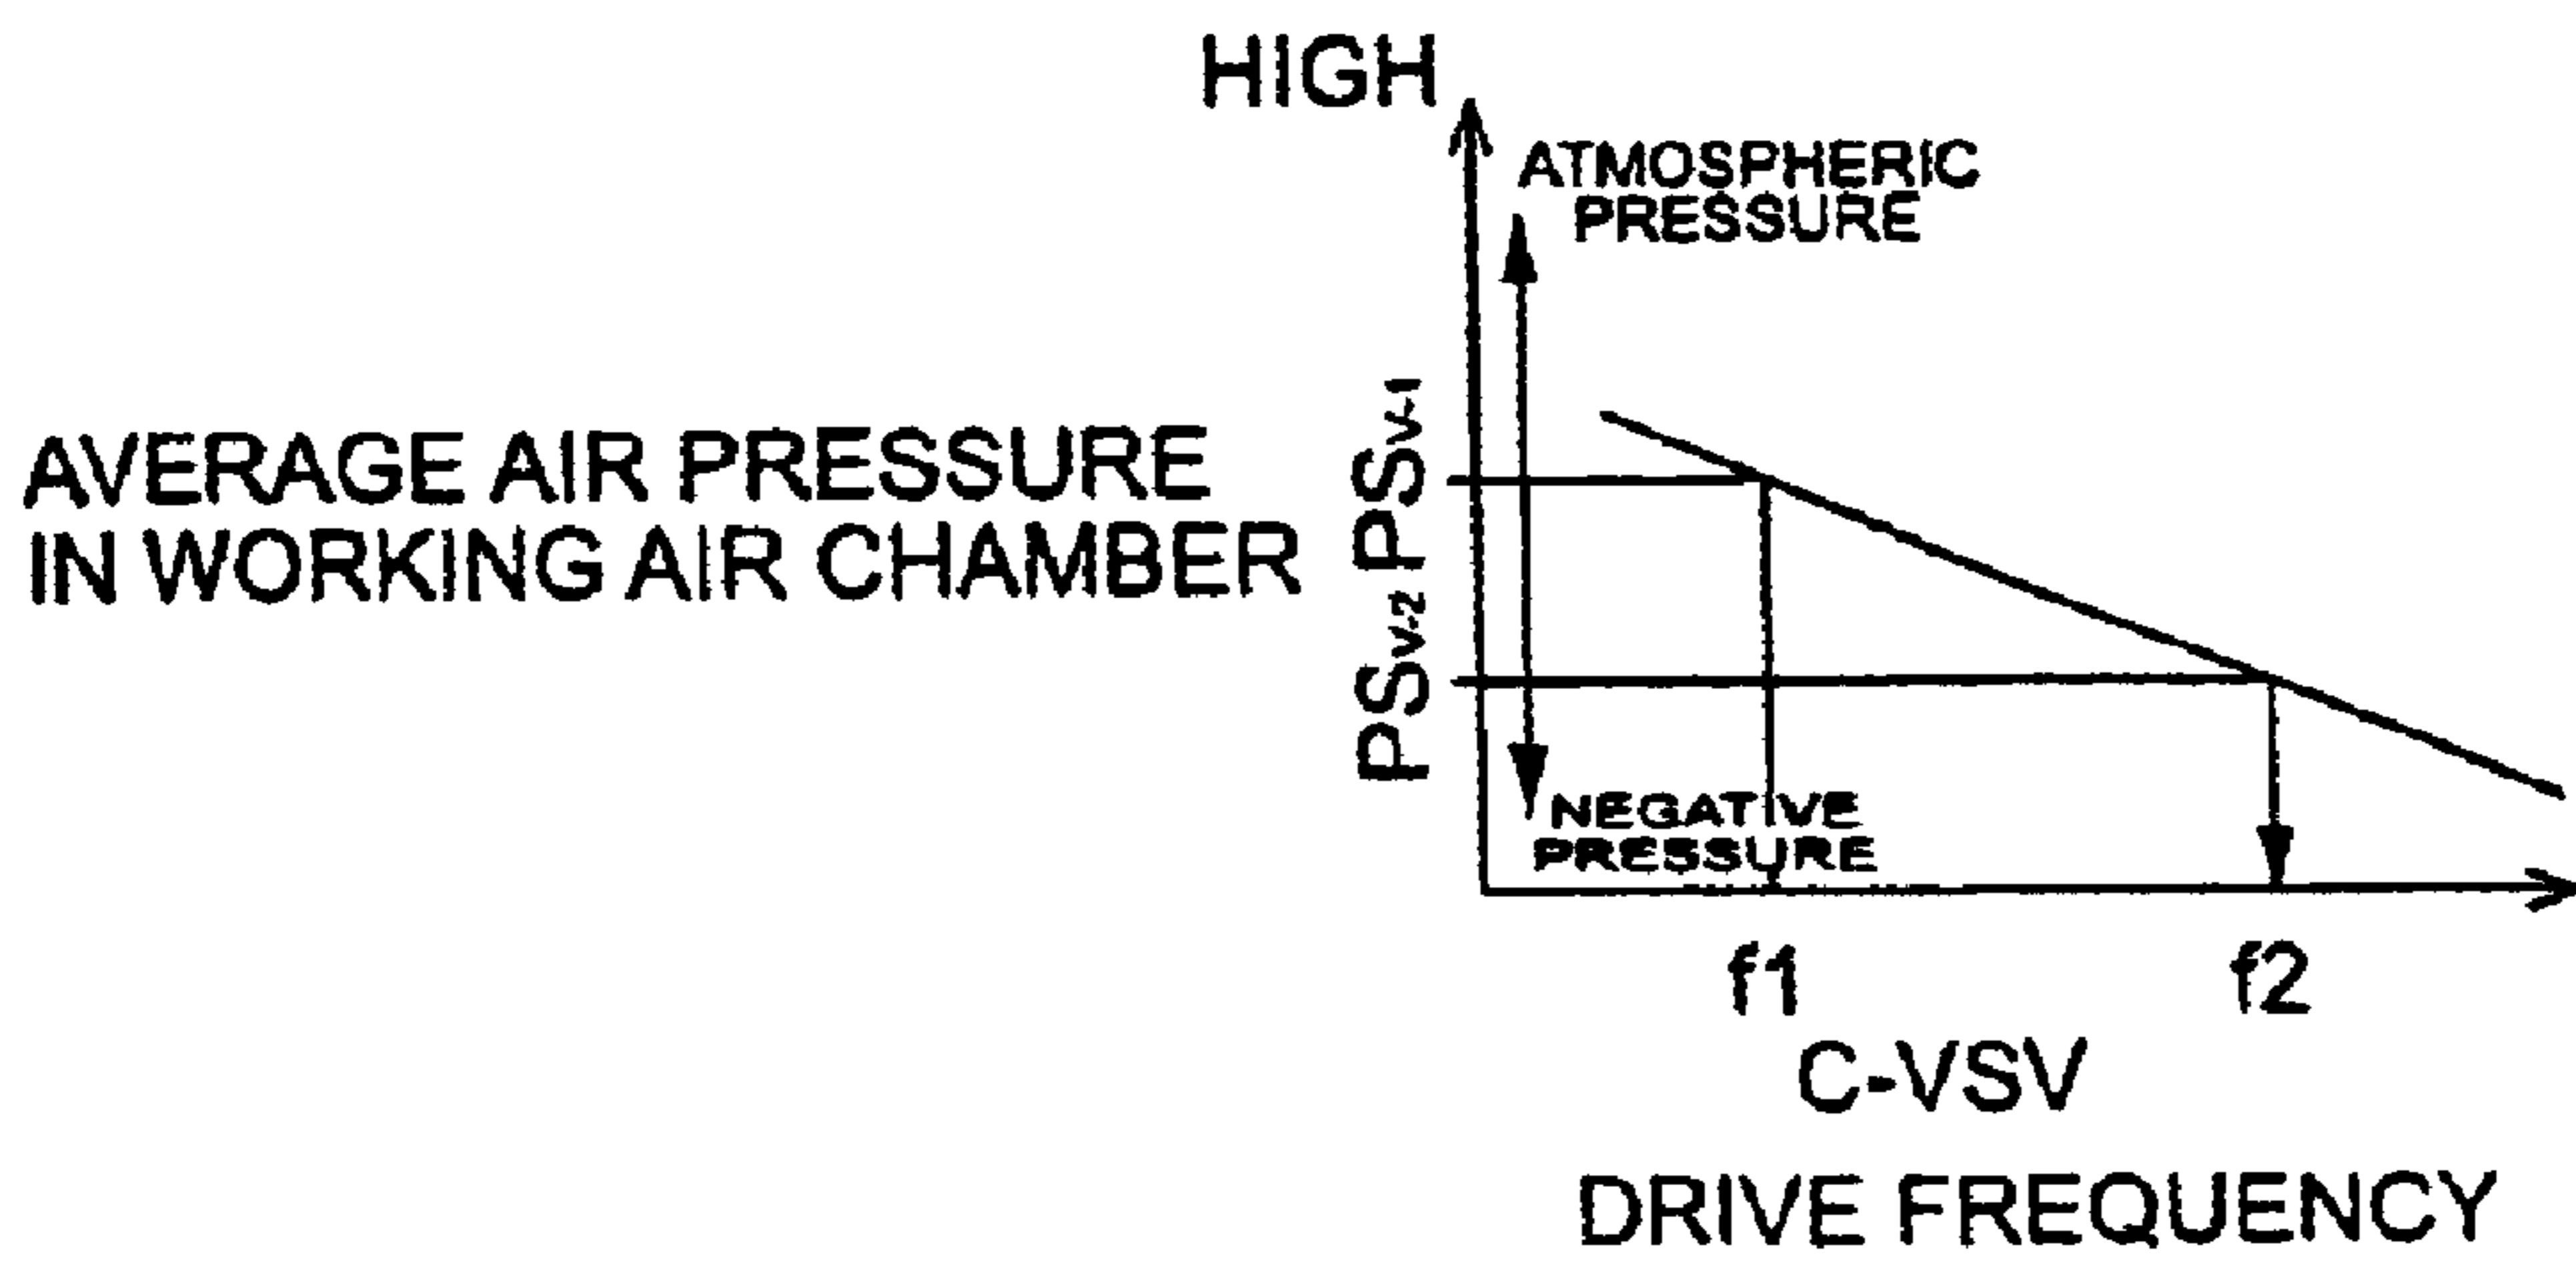 HIGH
ATMOSPHERIC
PRESSURE
AVERAGE AIR PRESSURE
IN WORKING AIR CHAMBER
PSV-1
PSV-2
NEGATIVE
PRESSURE
f1 f2
C-VSV
DRIVE FREQUENCY